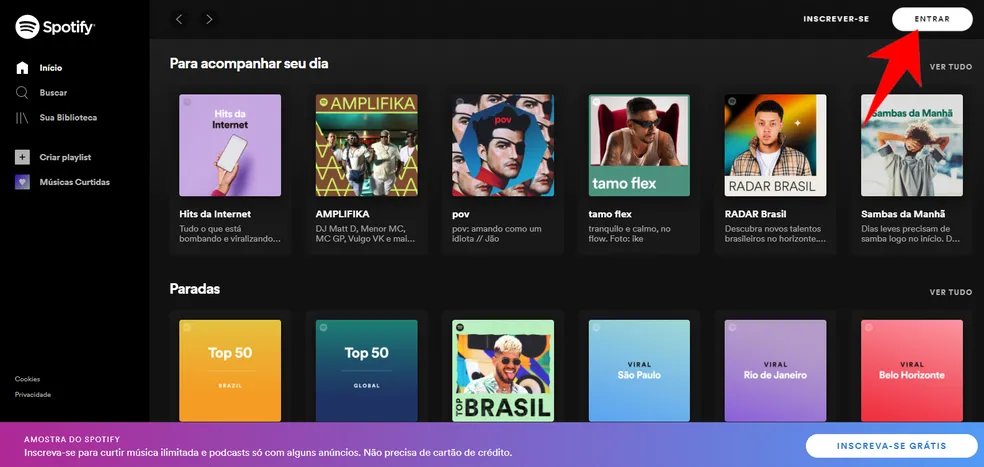 Spotify
INSCREVER-SE
ENTRAR
Início
Buscar
Sua Biblioteca
Criar playlist
Músicas Curtidas
Cookies
Privacidade
Para acompanhar seu dia
VER TUDO
Hits da
Internet
AMPLIFIKA
pov
tamo flex
RADAR BRASIL
Sambas da Manhã
Hits da Internet
Tudo o que está
bombando e viralizando...
AMPLIFIKA
DJ Matt D, Menor MC,
MC GP, Vulgo VK e mai...
pov
pov: amando como um
idiota // Jão
tamo flex
tranquilo e calmo, no
flow. Foto: ike
RADAR Brasil
Descubra novos talentos
brasileiros no horizonte....
Sambas da Manhã
Dias leves precisam de
samba logo no início. D...
Paradas
VER TUDO
Top 50
BRAZIL
Top 50
GLOBAL
TOP
BRASIL
VIRAL
São Paulo
VIRAL
Rio de Janeiro
VIRAL
Belo Horizonte
AMOSTRA DO SPOTIFY
Inscreva-se para curtir música ilimitada e podcasts só com alguns anúncios. Não precisa de cartão de crédito.
INSCREVA-SE GRÁTIS